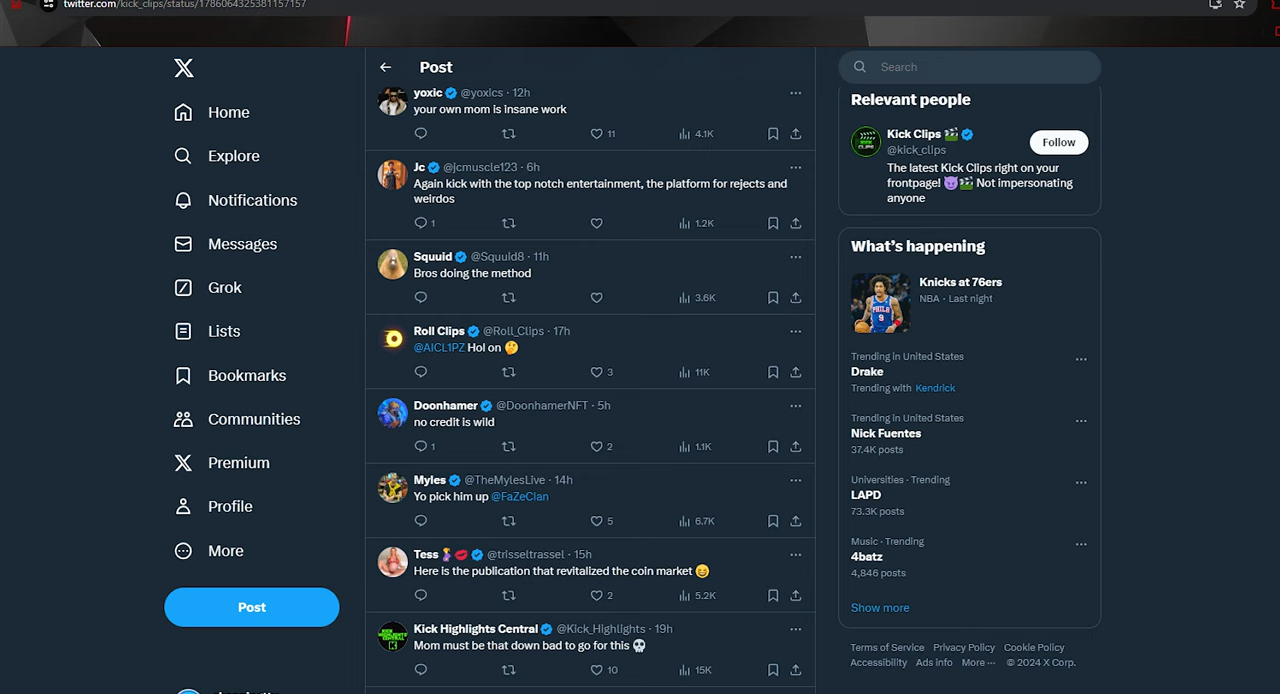 twitter.com/kick_clips/status/1786064325381157157
Home
Explore
Notifications
Messages
Grok
Lists
Bookmarks
Communities
Premium
Profile
More
Post
Post
yoxic @yoxics · 12h
your own mom is insane work
11
4.1K
Jc @jcmuscle123 · 6h
Again kick with the top notch entertainment, the platform for rejects and
weirdos
1
1.2K
Squuid @Squuld8 · 11h
Bros doing the method
3.6K
Roll Clips @Roll_Clips · 17h
@AICL1PZ Hol on 🤔
3
11K
Doonhamer @DoonhamerNFT · 5h
no credit is wild
1
2
1.1K
Myles @TheMylesLive · 14h
Yo pick him up @FaZeClan
5
6.7K
Tess 🤰💋 @trisseltrassel · 15h
Here is the publication that revitalized the coin market 😄
2
5.2K
Kick Highlights Central @Kick_Highlights · 19h
Mom must be that down bad to go for this 💀
10
15K
Search
Relevant people
Kick Clips 🎬
@kick_clips
Follow
The latest Kick Clips right on your
frontpage! 😈🎬 Not impersonating
anyone
What's happening
Knicks at 76ers
NBA · Last night
Trending in United States
Drake
Trending with Kendrick
Trending in United States
Nick Fuentes
37.4K posts
Universities · Trending
LAPD
73.3K posts
Music · Trending
4batz
4,846 posts
Show more
Terms of Service Privacy Policy Cookie Policy
Accessibility Ads info More ··· © 2024 X Corp.